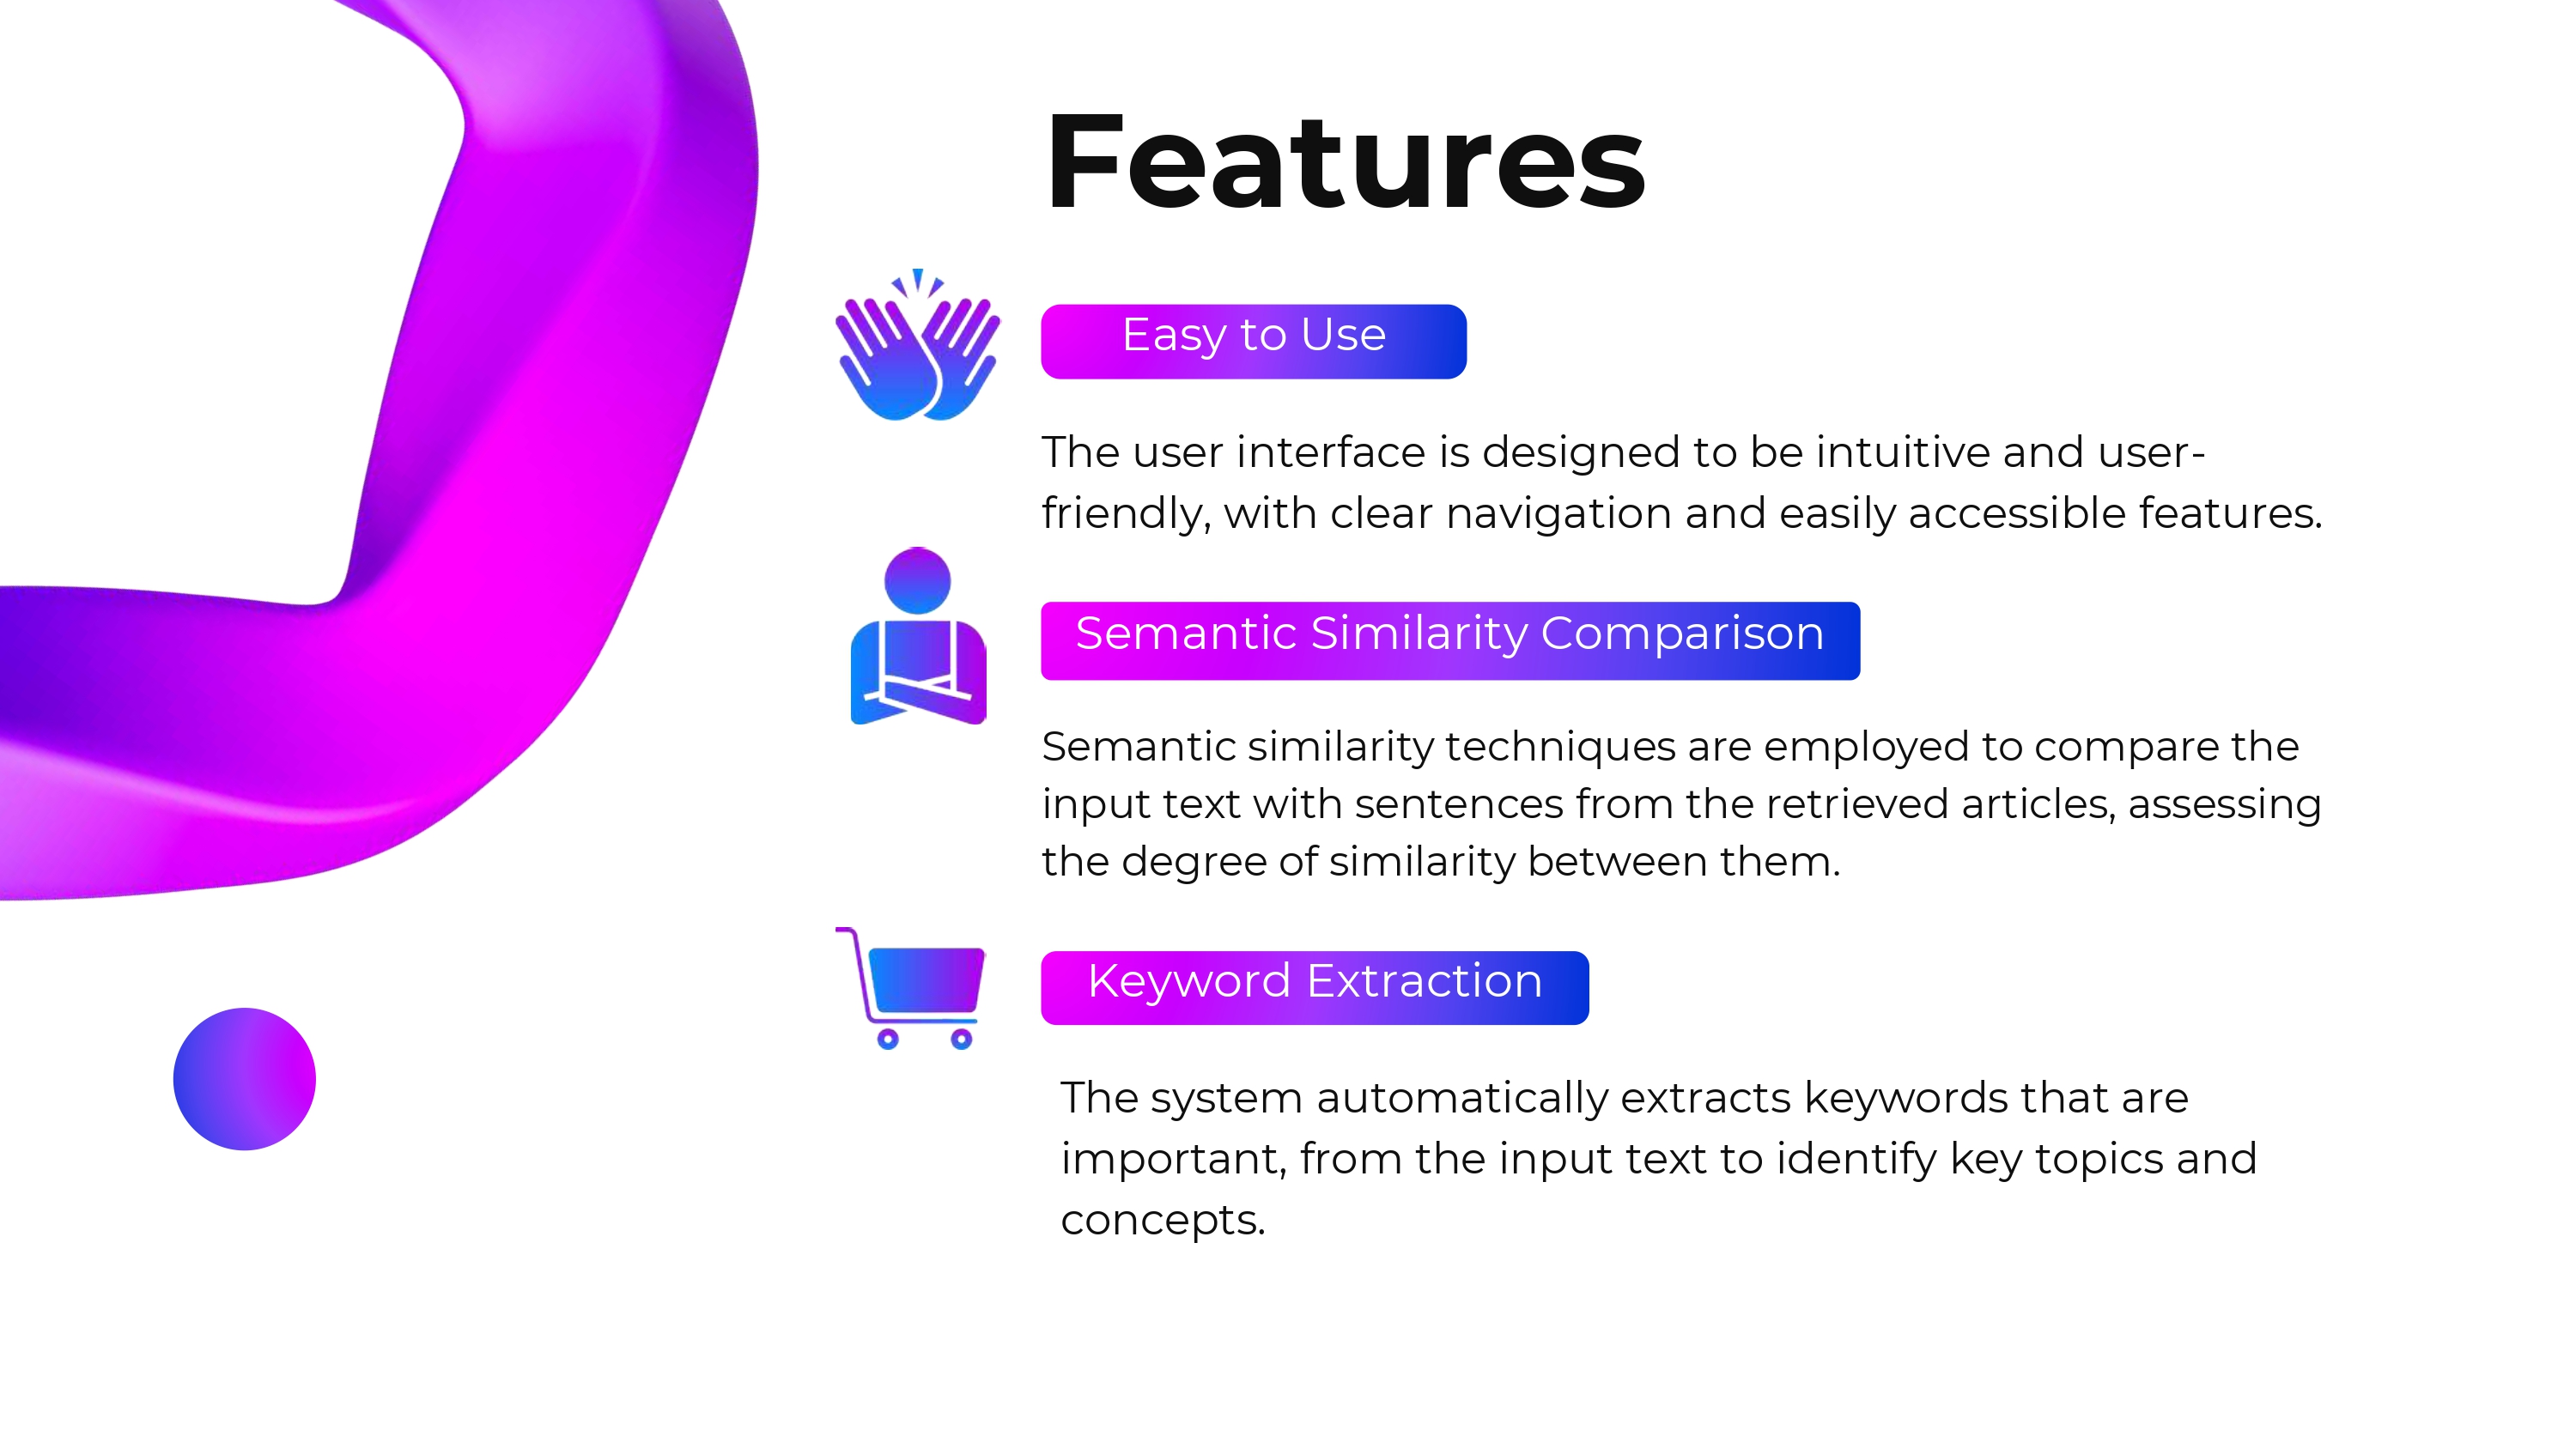 Features
Easy to Use
The user interface is designed to be intuitive and user-
friendly, with clear navigation and easily accessible features.
Semantic Similarity Comparison
Semantic similarity techniques are employed to compare the
input text with sentences from the retrieved articles, assessing
the degree of similarity between them.
Keyword Extraction
The system automatically extracts keywords that are
important, from the input text to identify key topics and
concepts.